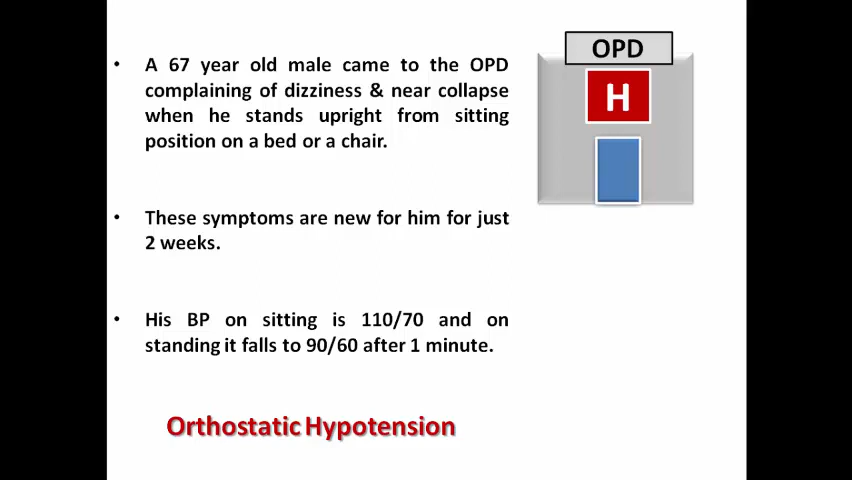 OPD
H
• A 67 year old male came to the OPD
complaining of dizziness & near collapse
when he stands upright from sitting
position on a bed or a chair.
• These symptoms are new for him for just
2 weeks.
• His BP on sitting is 110/70 and on
standing it falls to 90/60 after 1 minute.
Orthostatic Hypotension